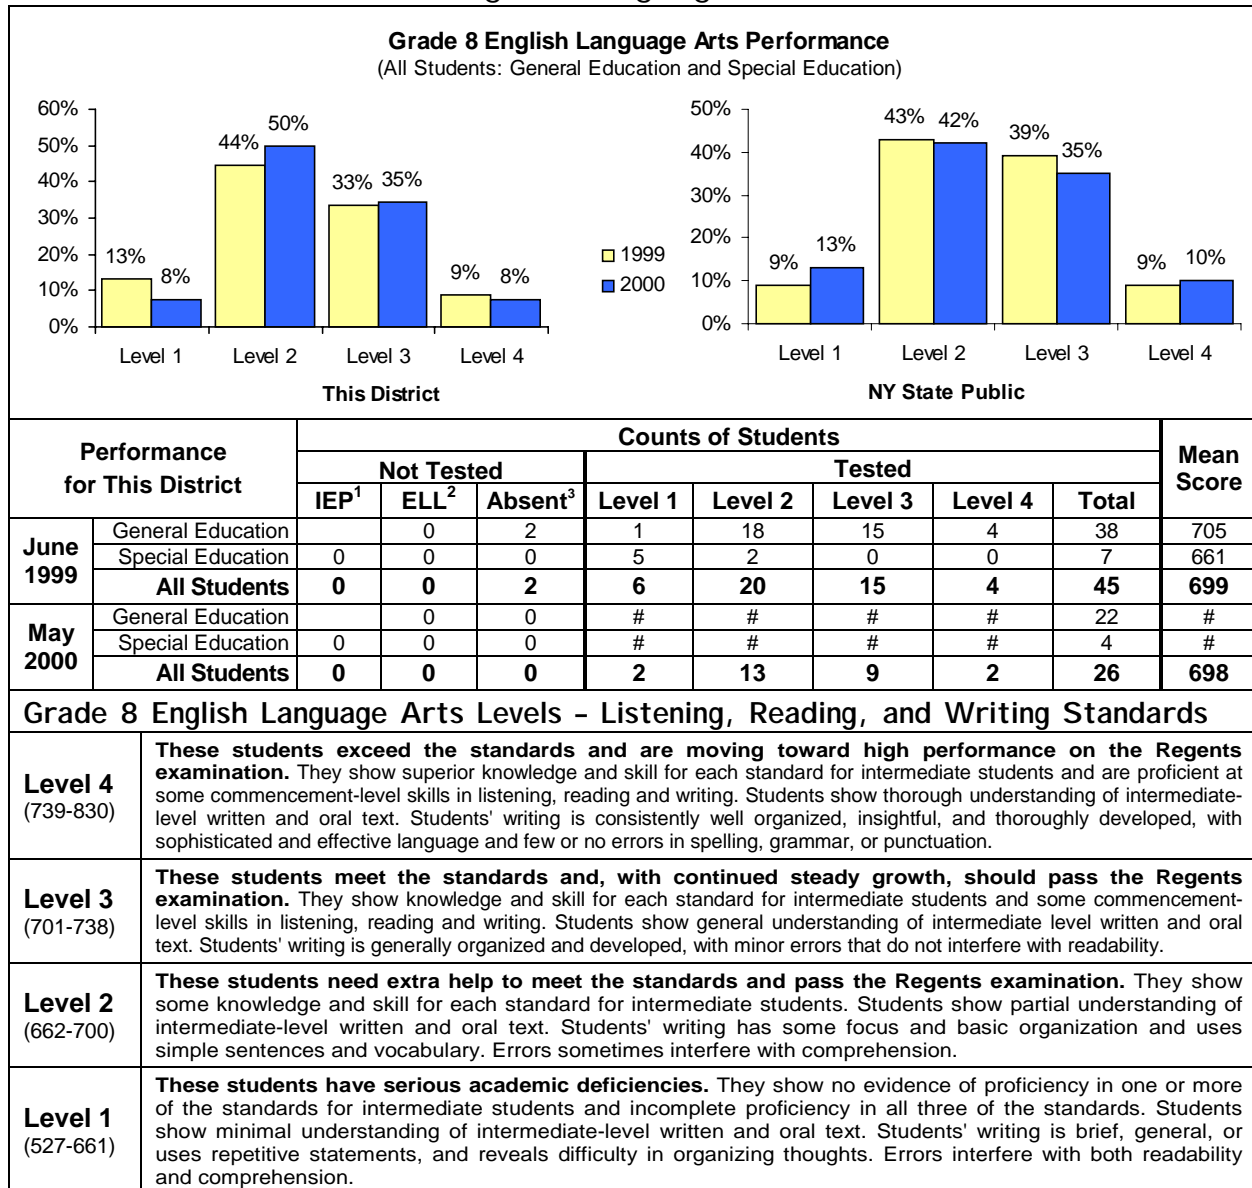 Grade 8 English Language Arts Performance
(All Students: General Education and Special Education)
60%
50%
40%
30%
20%
10%
0%
13%
8%
44%
50%
33%
35%
9%
8%
Level 1
Level 2
Level 3
Level 4
This District
1999
2000
50%
40%
30%
20%
10%
0%
9%
13%
43%
42%
39%
35%
9%
10%
Level 1
Level 2
Level 3
Level 4
NY State Public
Performance
for This District
Counts of Students
Mean
Score
Not Tested
Tested
IEP1 ELL2 Absent3 Level 1 Level 2 Level 3 Level 4 Total
June
1999
General Education 0 2 1 18 15 4 38 705
Special Education 0 0 0 5 2 0 0 7 661
All Students 0 0 2 6 20 15 4 45 699
May
2000
General Education 0 0 # # # # 22 #
Special Education 0 0 0 # # # # 4 #
All Students 0 0 0 2 13 9 2 26 698
Grade 8 English Language Arts Levels – Listening, Reading, and Writing Standards
Level 4
(739-830)
These students exceed the standards and are moving toward high performance on the Regents
examination. They show superior knowledge and skill for each standard for intermediate students and are proficient at
some commencement-level skills in listening, reading and writing. Students show thorough understanding of intermediate-
level written and oral text. Students' writing is consistently well organized, insightful, and thoroughly developed, with
sophisticated and effective language and few or no errors in spelling, grammar, or punctuation.
Level 3
(701-738)
These students meet the standards and, with continued steady growth, should pass the Regents
examination. They show knowledge and skill for each standard for intermediate students and some commencement-
level skills in listening, reading and writing. Students show general understanding of intermediate level written and oral
text. Students' writing is generally organized and developed, with minor errors that do not interfere with readability.
Level 2
(662-700)
These students need extra help to meet the standards and pass the Regents examination. They show
some knowledge and skill for each standard for intermediate students. Students show partial understanding of
intermediate-level written and oral text. Students' writing has some focus and basic organization and uses
simple sentences and vocabulary. Errors sometimes interfere with comprehension.
Level 1
(527-661)
These students have serious academic deficiencies. They show no evidence of proficiency in one or more
of the standards for intermediate students and incomplete proficiency in all three of the standards. Students
show minimal understanding of intermediate-level written and oral text. Students' writing is brief, general, or
uses repetitive statements, and reveals difficulty in organizing thoughts. Errors interfere with both readability
and comprehension.